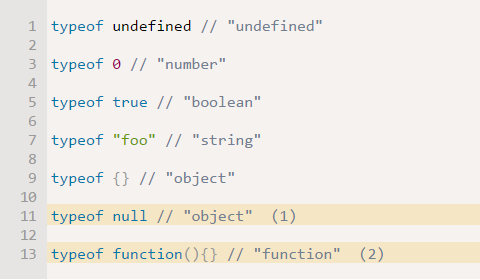 1 typeof undefined // "undefined"
2
3 typeof 0 // "number"
4
5 typeof true // "boolean"
6
7 typeof "foo" // "string"
8
9 typeof {} // "object"
10
11 typeof null // "object"  (1)
12
13 typeof function(){} // "function"  (2)